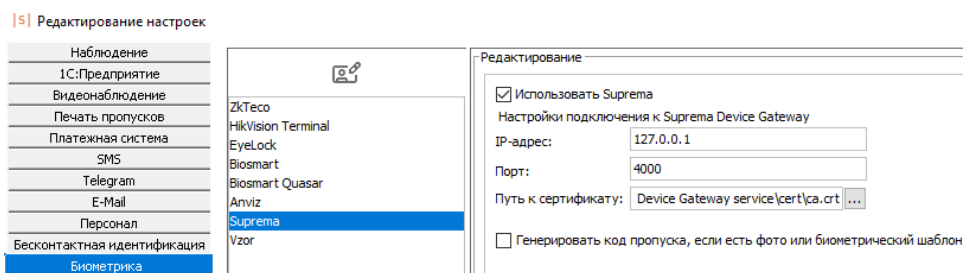 |S| Редактирование настроек
Наблюдение
1С:Предприятие
Видеонаблюдение
Печать пропусков
Платежная система
SMS
Telegram
E-Mail
Персонал
Бесконтактная идентификация
Биометрика
ZkTeco
HikVision Terminal
EyeLock
Biosmart
Biosmart Quasar
Anviz
Suprema
Vzor
Редактирование
Использовать Suprema
Настройки подключения к Suprema Device Gateway
IP-адрес: 127.0.0.1
Порт: 4000
Путь к сертификату: Device Gateway service\cert\ca.crt ...
Генерировать код пропуска, если есть фото или биометрический шаблон